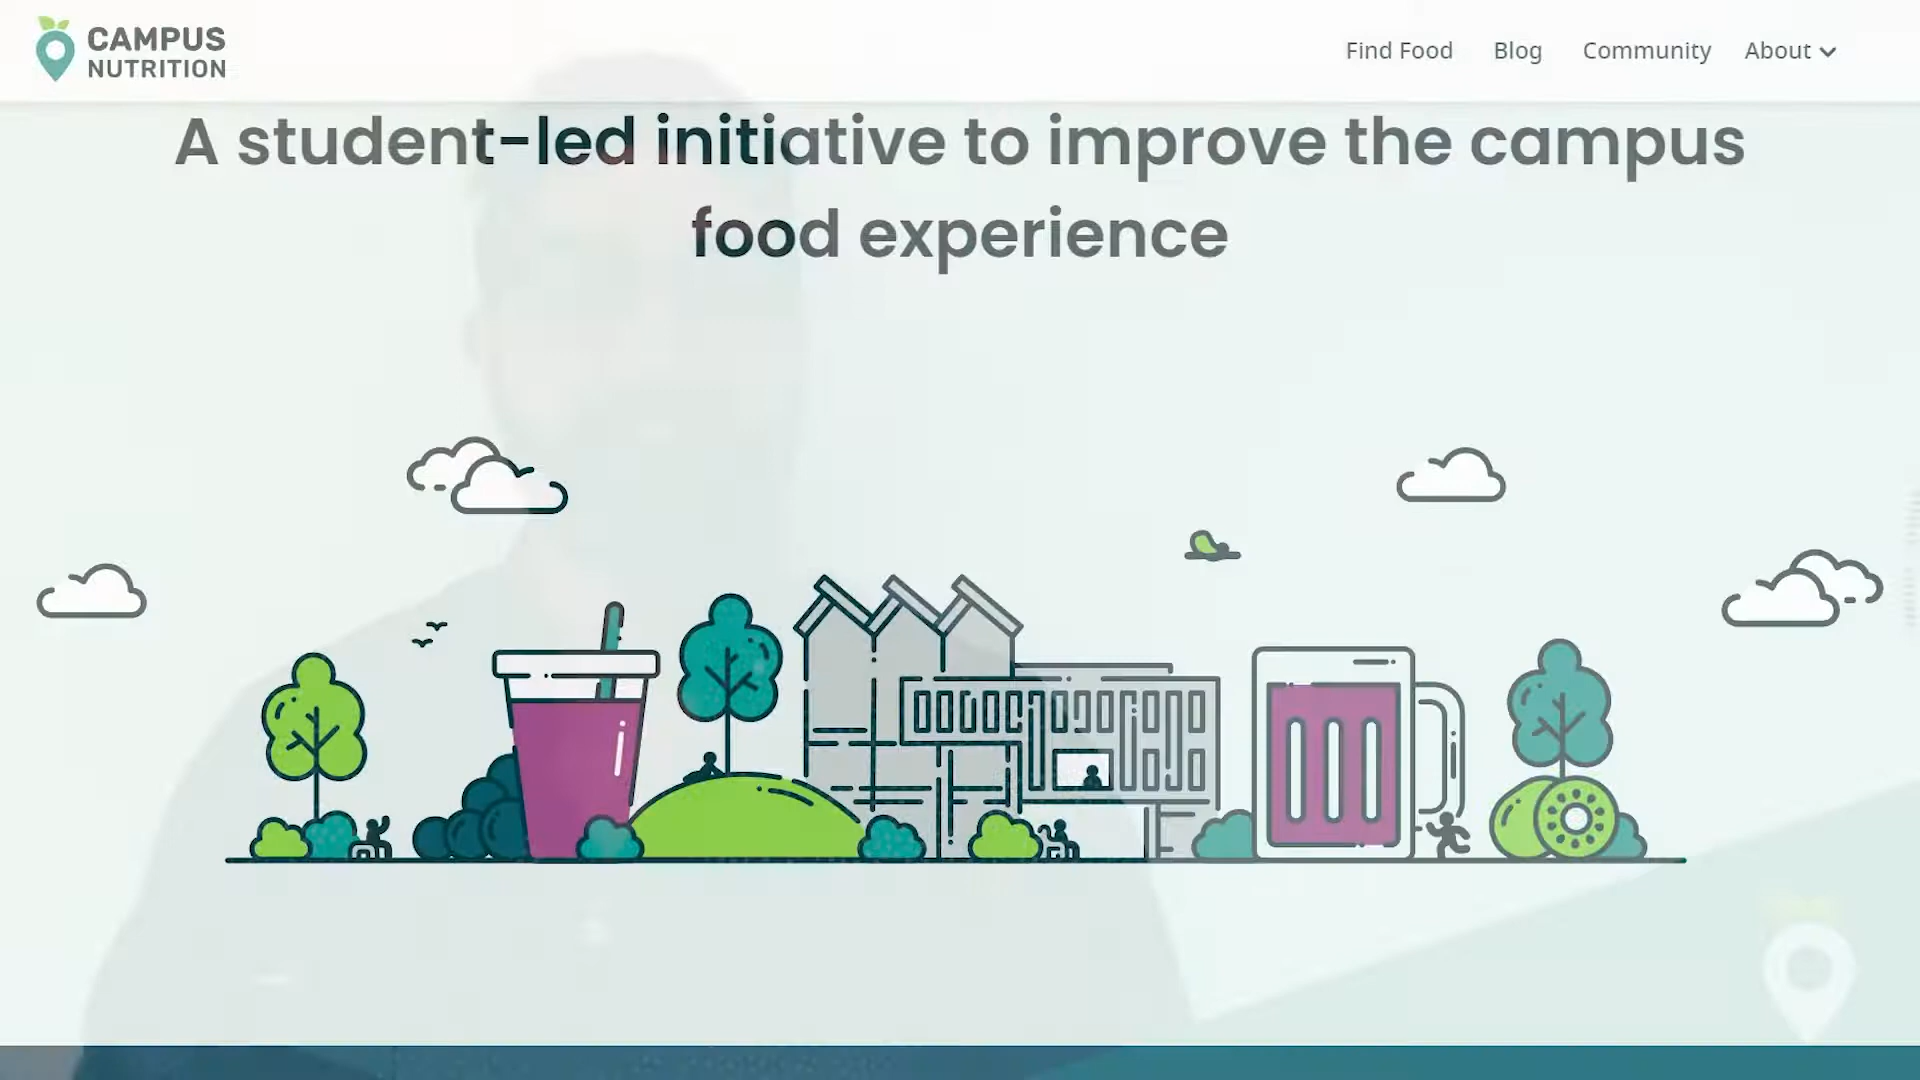 CAMPUS
NUTRITION
Find Food
Blog
Community
About
A student-led initiative to improve the campus
food experience